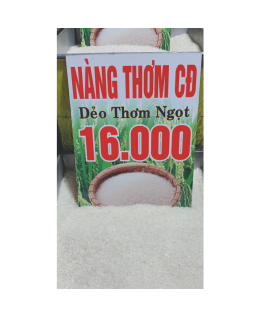 NÀNG THƠM CĐ
Dẻo Thơm Ngọt
16.000